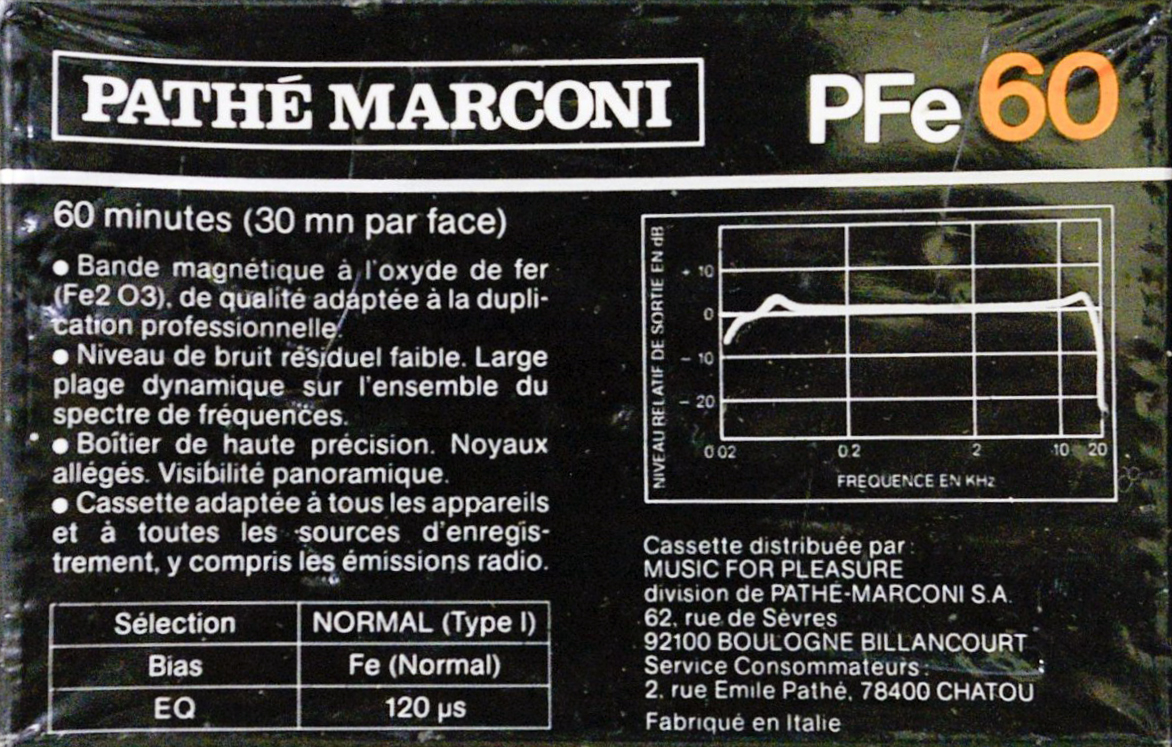 PATHÉ MARCONI
PFe 60
60 minutes (30 mn par face)
● Bande magnétique à l'oxyde de fer
(Fe2 O3), de qualité adaptée à la dupli-
cation professionnelle.
● Niveau de bruit résiduel faible. Large
plage dynamique sur l'ensemble du
spectre de fréquences.
● Boîtier de haute précision. Noyaux
allégés. Visibilité panoramique.
● Cassette adaptée à tous les appareils
et à toutes les sources d'enregis-
trement, y compris les émissions radio.
Sélection NORMAL (Type I)
Bias Fe (Normal)
EQ 120 µs
NIVEAU RELATIF DE SORTIE EN dB
+ 10
0
- 10
- 20
0.02 0.2 2 10 20
FREQUENCE EN KHz
Cassette distribuée par :
MUSIC FOR PLEASURE
division de PATHÉ-MARCONI S.A.
62, rue de Sèvres
92100 BOULOGNE BILLANCOURT
Service Consommateurs :
2, rue Emile Pathé, 78400 CHATOU
Fabriqué en Italie